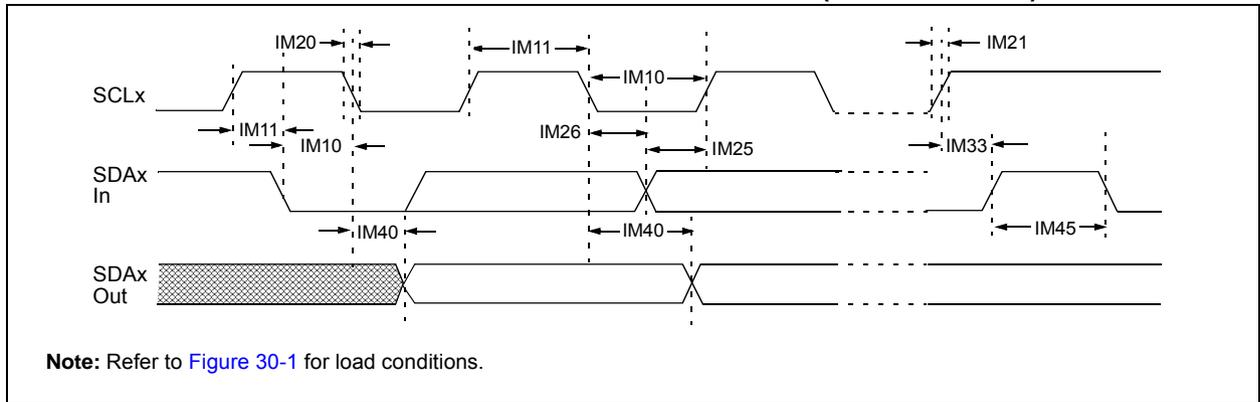 IM20
IM11
IM21
IM10
SCLx
IM11
IM10
IM26
IM25
IM33
SDAx
In
IM40
IM40
IM45
SDAx
Out
Note: Refer to Figure 30-1 for load conditions.